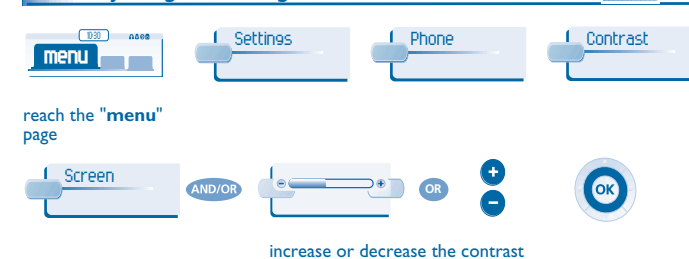 10:30
menu
Settings
Phone
Contrast
reach the "menu"
page
Screen
AND/OR
OR
OK
increase or decrease the contrast